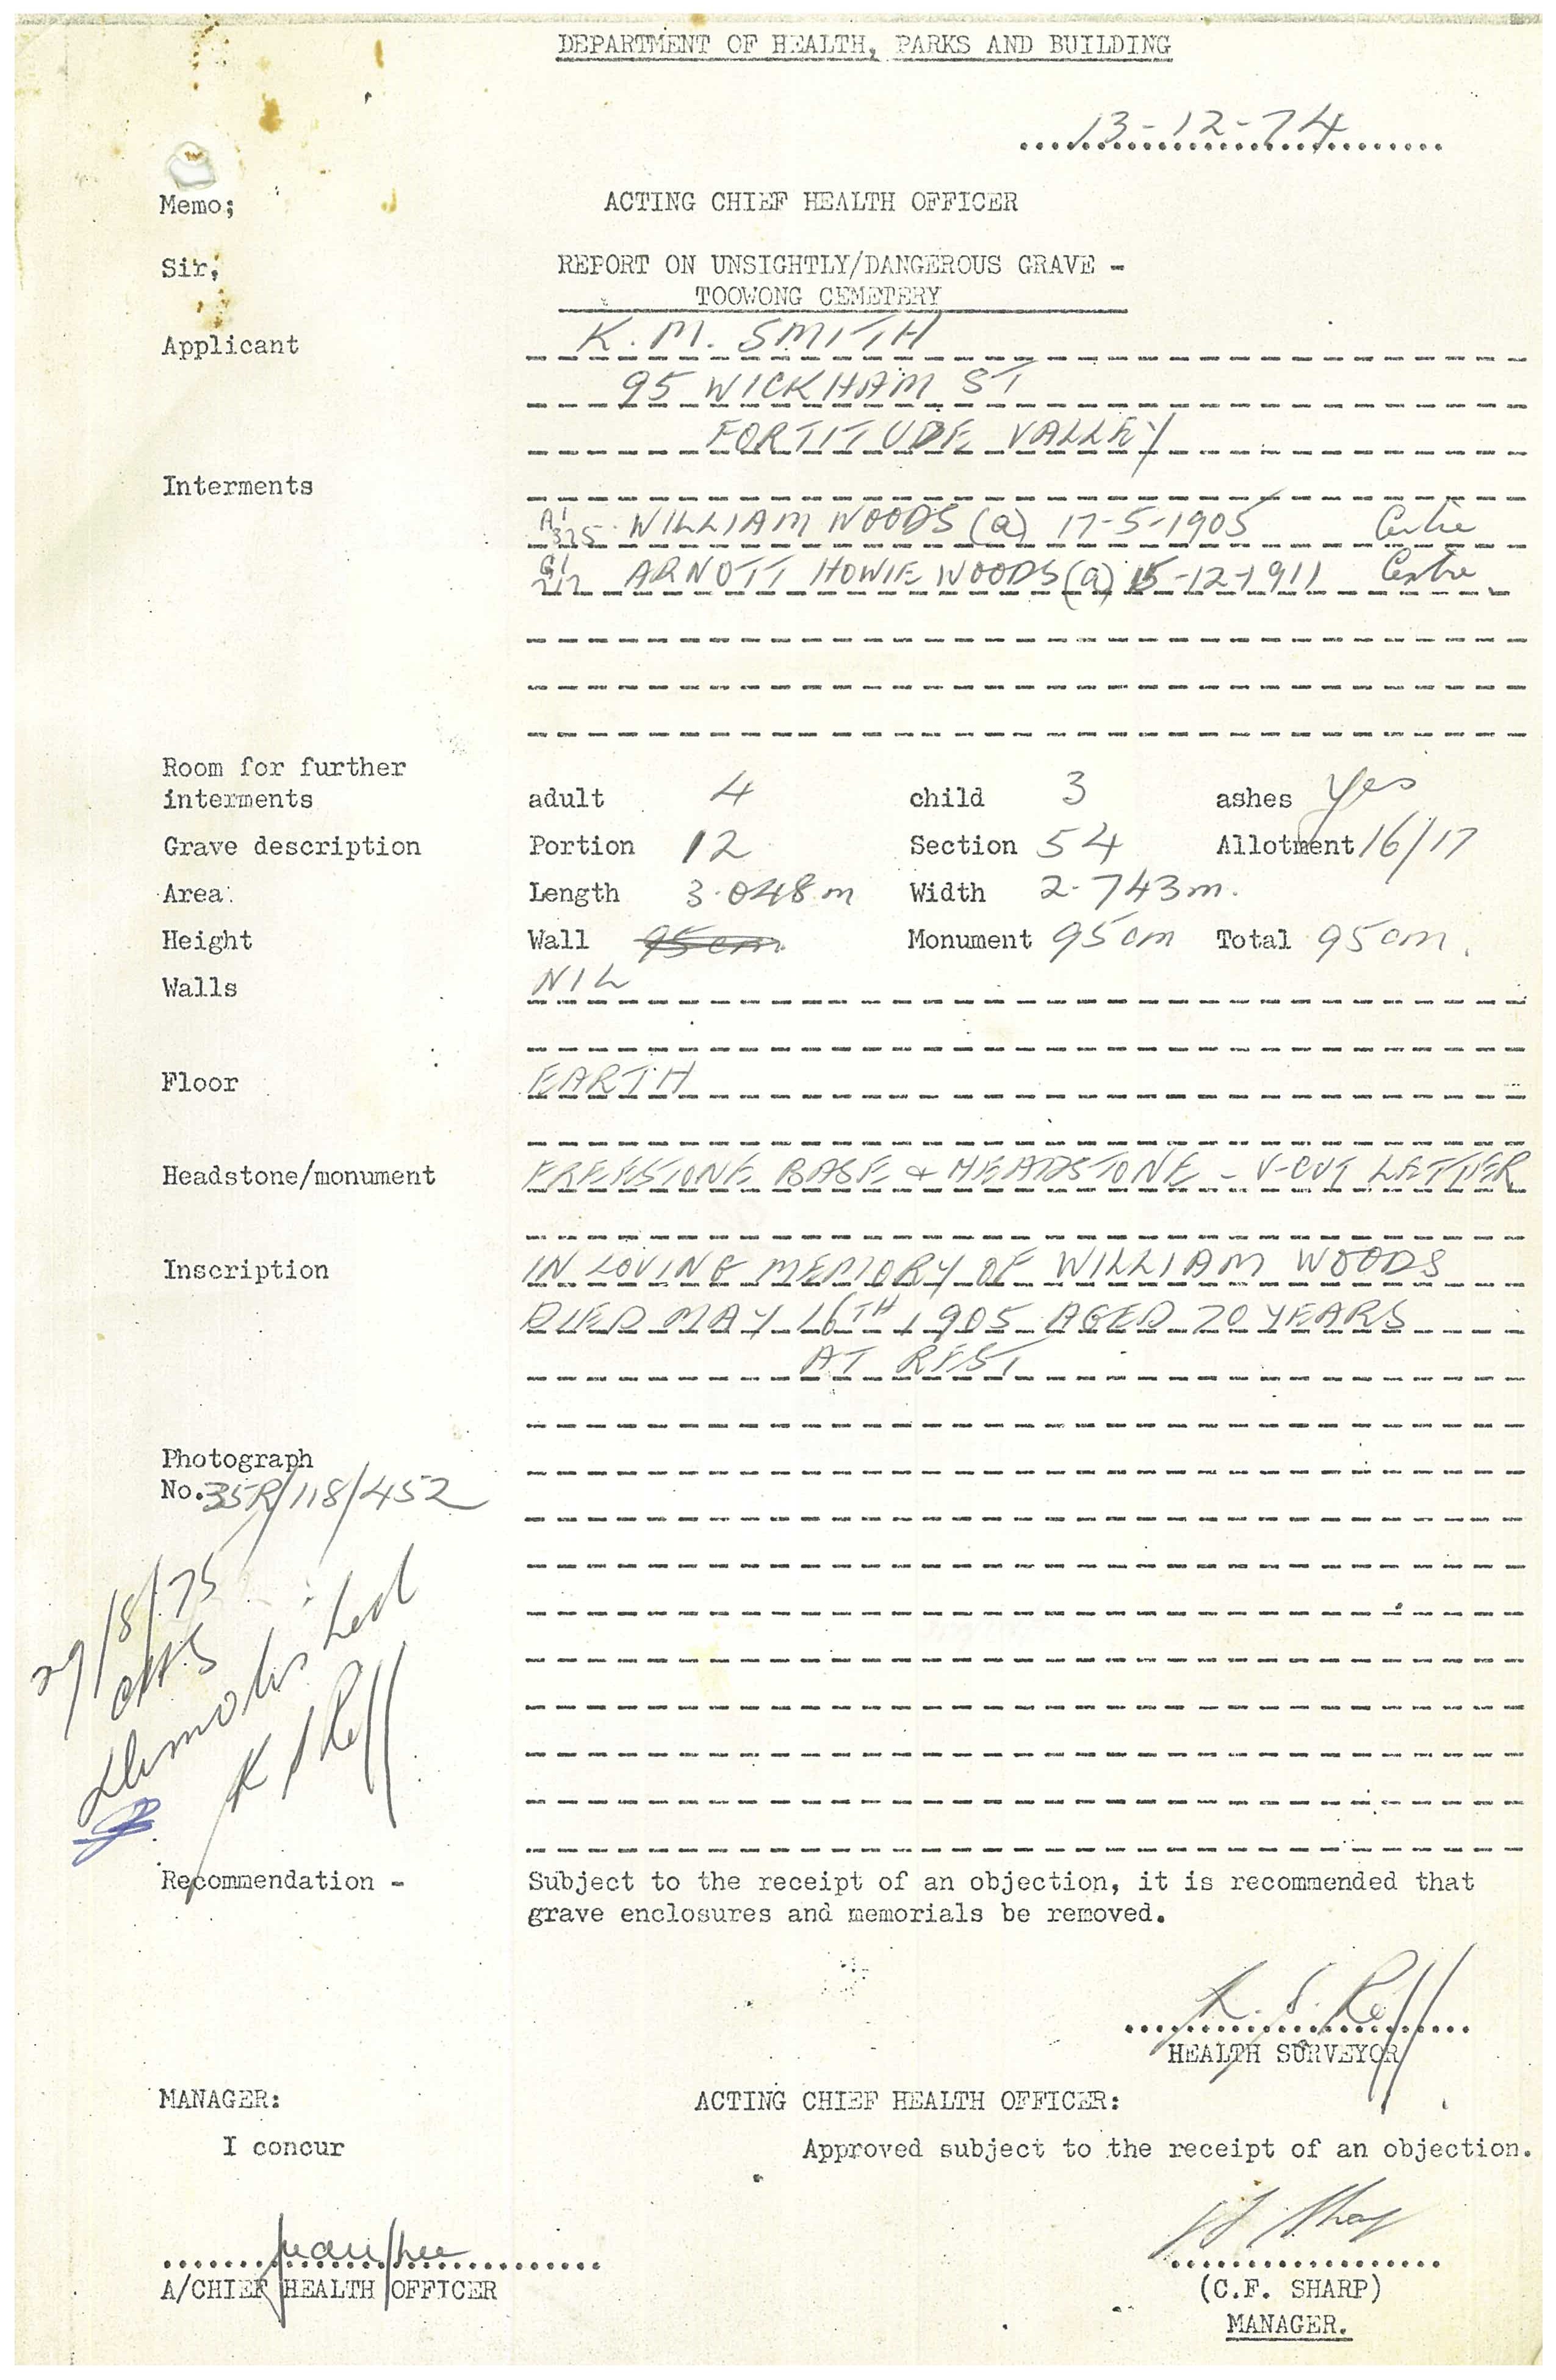 DEPARTMENT OF HEALTH, PARKS AND BUILDING
13-12-74
Memo; ACTING CHIEF HEALTH OFFICER
Sir, REPORT ON UNSIGHTLY/DANGEROUS GRAVE -
TOOWONG CEMETERY
Applicant K. M. SMITH
95 WICKHAM ST
FORTITUDE VALLEY
Interments
A1 335 WILLIAM WOODS (a) 17-5-1905 Centre
212 ARNOTT HOWIE WOODS (a) 15-12-1911 Centre
Room for further
interments adult 4 child 3 ashes Yes
Grave description Portion 12 Section 54 Allotment 16/17
Area: Length 3.048 m Width 2.743 m.
Height Wall 95cm Monument 95 cm Total 95 cm.
Walls NIL
Floor EARTH
Headstone/monument FREESTONE BASE & HEADSTONE - V-CUT LETTER
Inscription IN LOVING MEMORY OF WILLIAM WOODS
DIED MAY 16TH 1905 AGED 70 YEARS
AT REST
Photograph
No. 35R/118/452
29/8/75
Demolished
K S Reff
Recommendation - Subject to the receipt of an objection, it is recommended that
grave enclosures and memorials be removed.
K. S. Reff
HEALTH SURVEYOR
MANAGER: ACTING CHIEF HEALTH OFFICER:
I concur Approved subject to the receipt of an objection.
A/CHIEF HEALTH OFFICER (C.F. SHARP)
MANAGER.